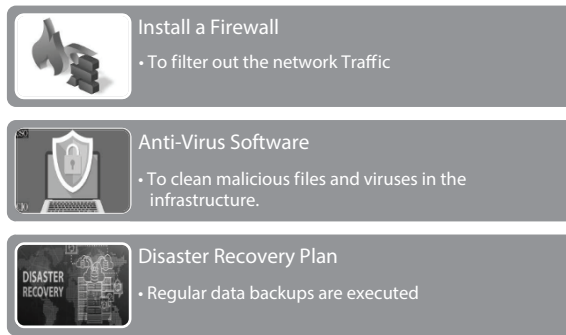 Install a Firewall
• To filter out the network Traffic
Anti-Virus Software
• To clean malicious files and viruses in the
infrastructure.
DISASTER
RECOVERY
Disaster Recovery Plan
• Regular data backups are executed